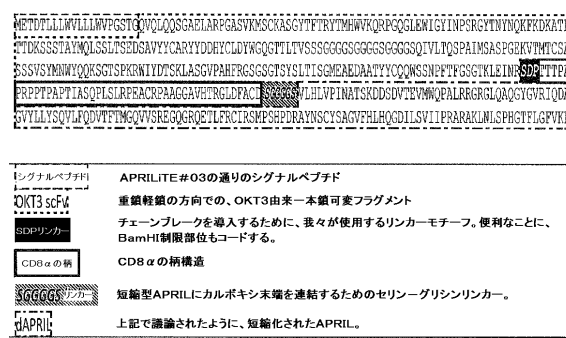 METDTLLLWVLLLWVPGSTGQVQLQQSGAELARPGASVKMSCKASGYTFTRYTMHWVKQRPGQGLEWIGYINPSRGYTNYNQKFKDKATI
TTDKSSSTAYMQLSSLTSEDSAVYYCARYYDDHYCLDYWGQGTTLTVSSSGGGGSGGGGSGGGGSQIVLTQSPAIMSASPGEKVTMTCSA
SSSVSYMNWYQQKSGTSPKRWIYDTSKLASGVPAHFRGSGSGTSYSLTISGMEAEDAATYYCQQWSSNPFTFGSGTKLEINRSDPTTTPA
PRPPTPAPTIASQPLSLRPEACRPAAGGAVHTRGLDFACDSGGGGSVLHLVPINATSKDDSDVTEVMWQPALRRGRGLQAQGYGVRIQDA
GVYLLYSQVLFQDVTFTMGQVVSREGQGRQETLFRCIRSMPSHPDRAYNSCYSAGVFHLHQGDILSVIIPRARAKLNLSPHGTFLGFVKL
シグナルペプチド APRILiTE#03の通りのシグナルペプチド
OKT3 scFv 重鎖軽鎖の方向での、OKT3由来一本鎖可変フラグメント
SDPリンカー チェーンブレークを導入するために、我々が使用するリンカーモチーフ。便利なことに、
BamHI制限部位もコードする。
CD8αの柄 CD8αの柄構造
SGGGGSリンカー 短縮型APRILにカルボキシ末端を連結するためのセリンーグリシンリンカー。
dAPRIL 上記で議論されたように、短縮化されたAPRIL。